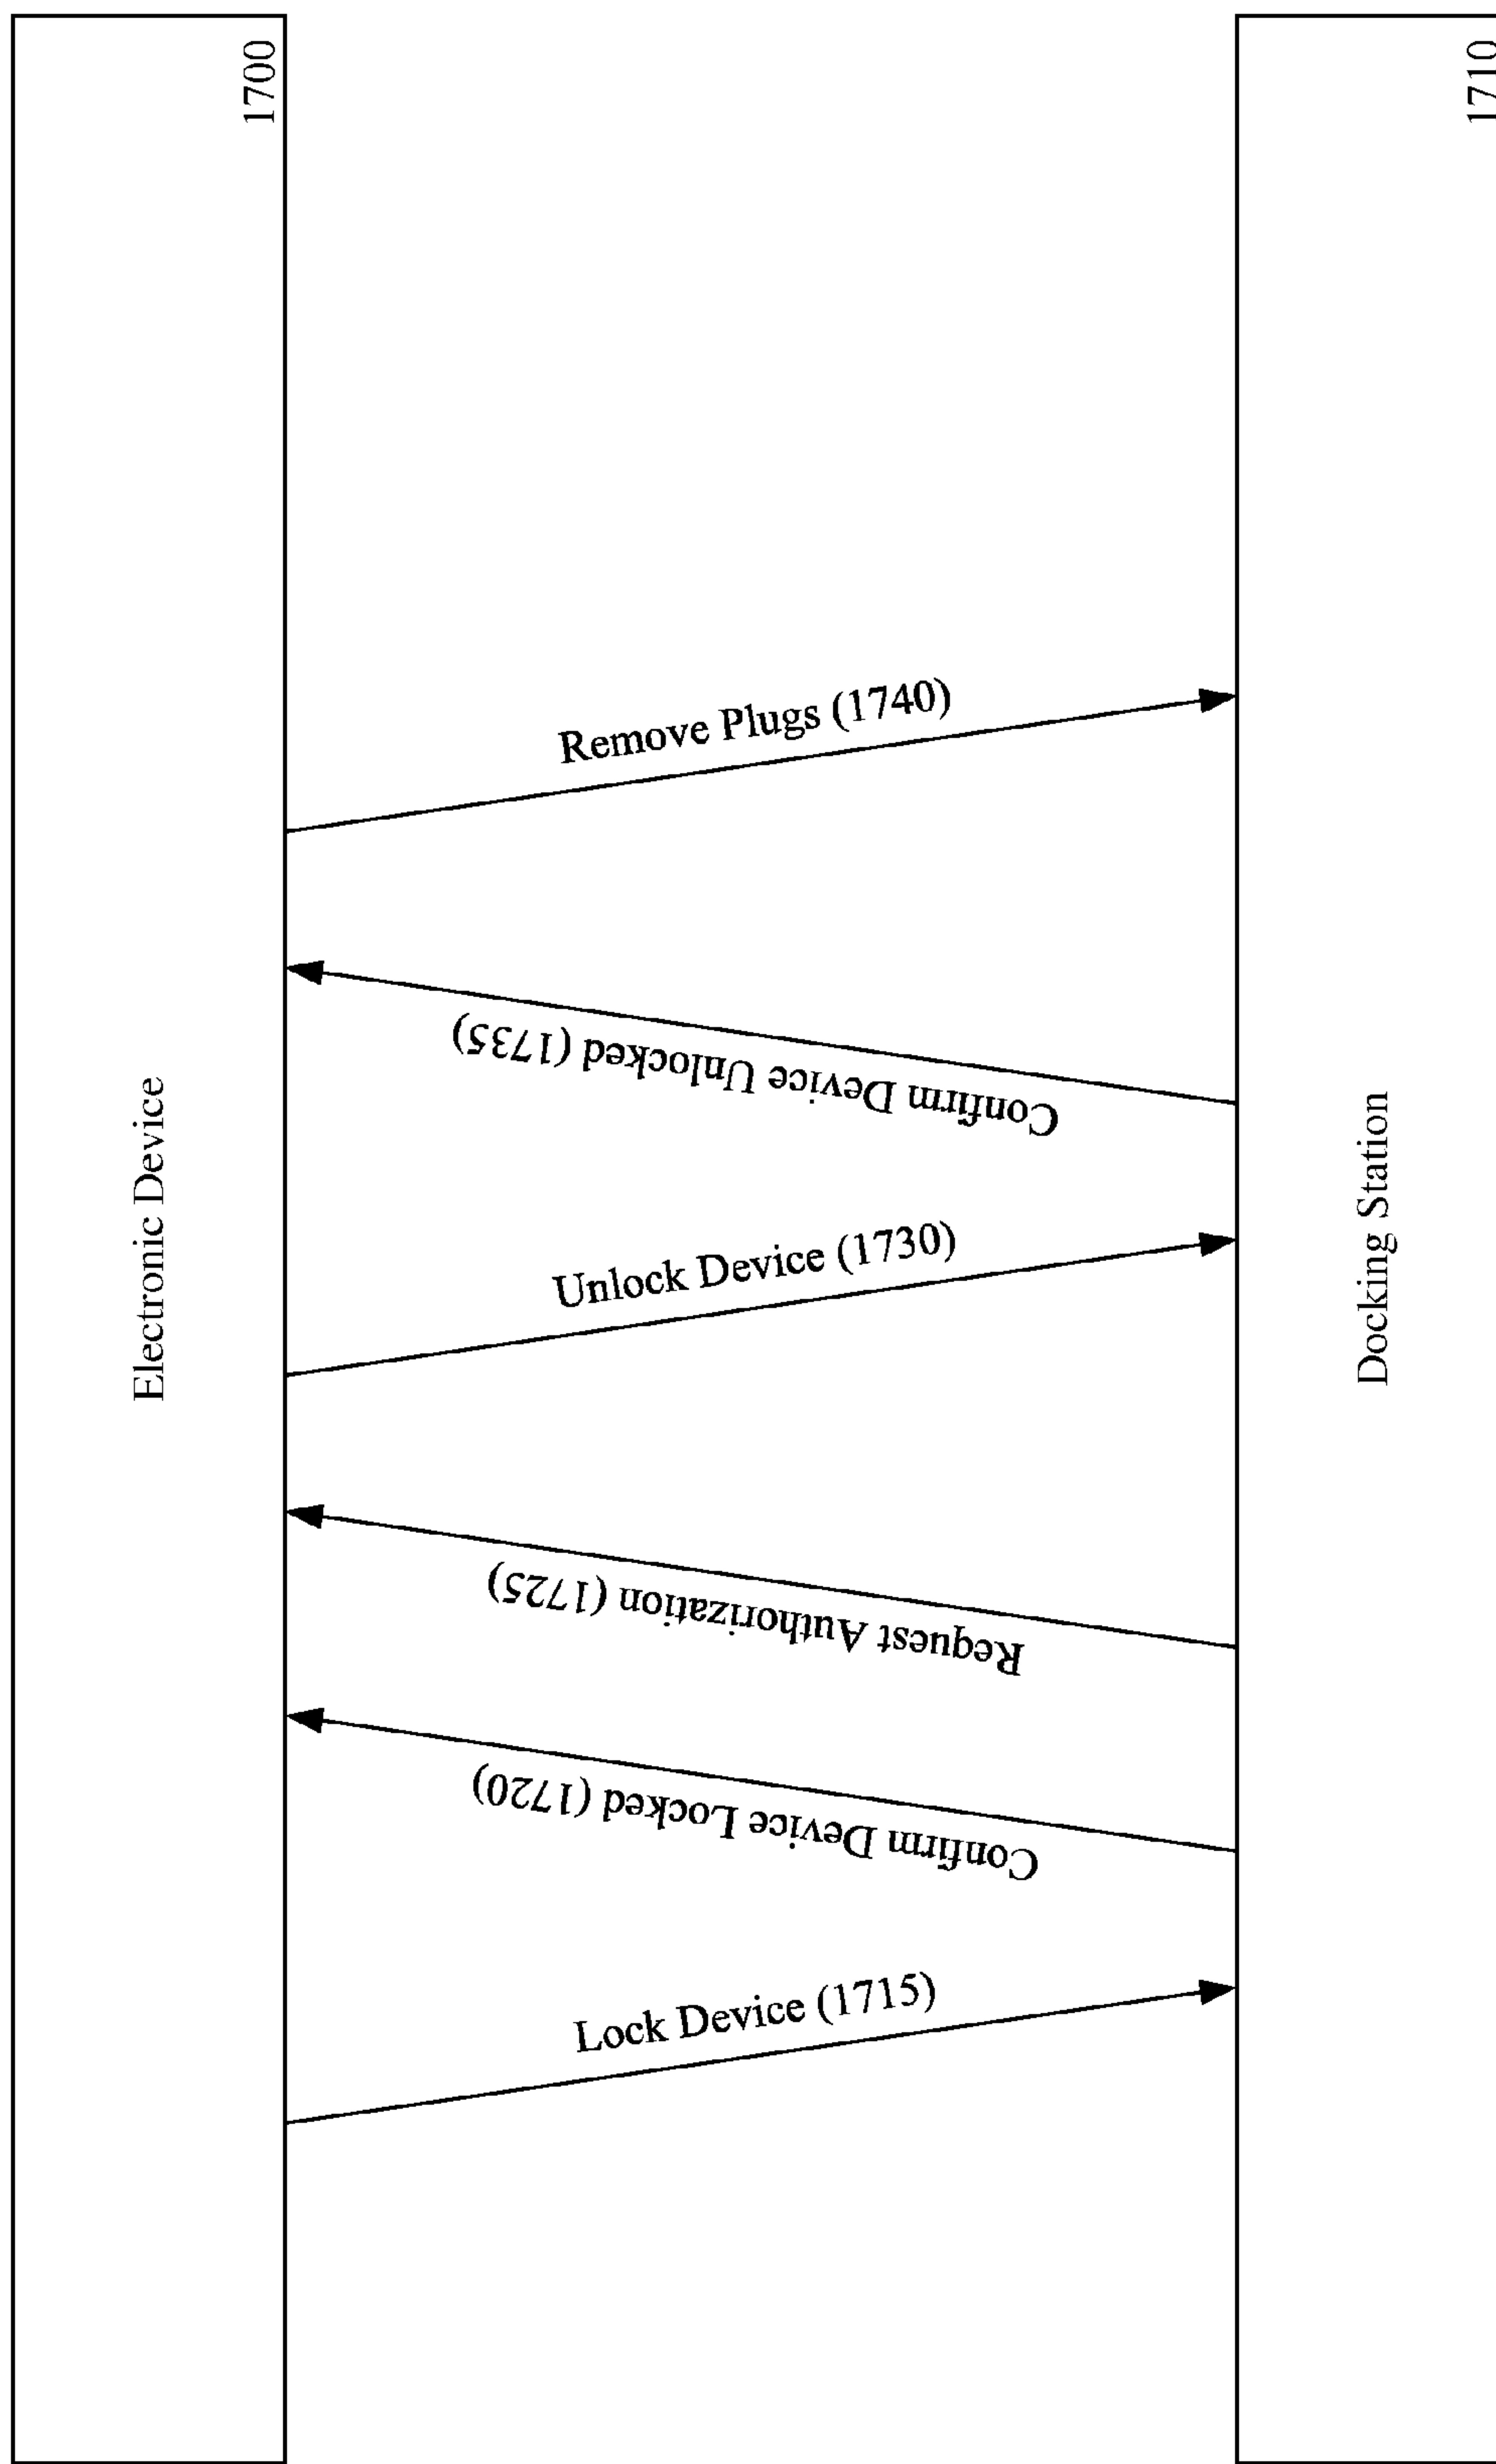 Electronic Device
1700
Lock Device (1715)
Confirm Device Locked (1720)
Request Authorization (1725)
Unlock Device (1730)
Confirm Device Unlocked (1735)
Remove Plugs (1740)
Docking Station
1710